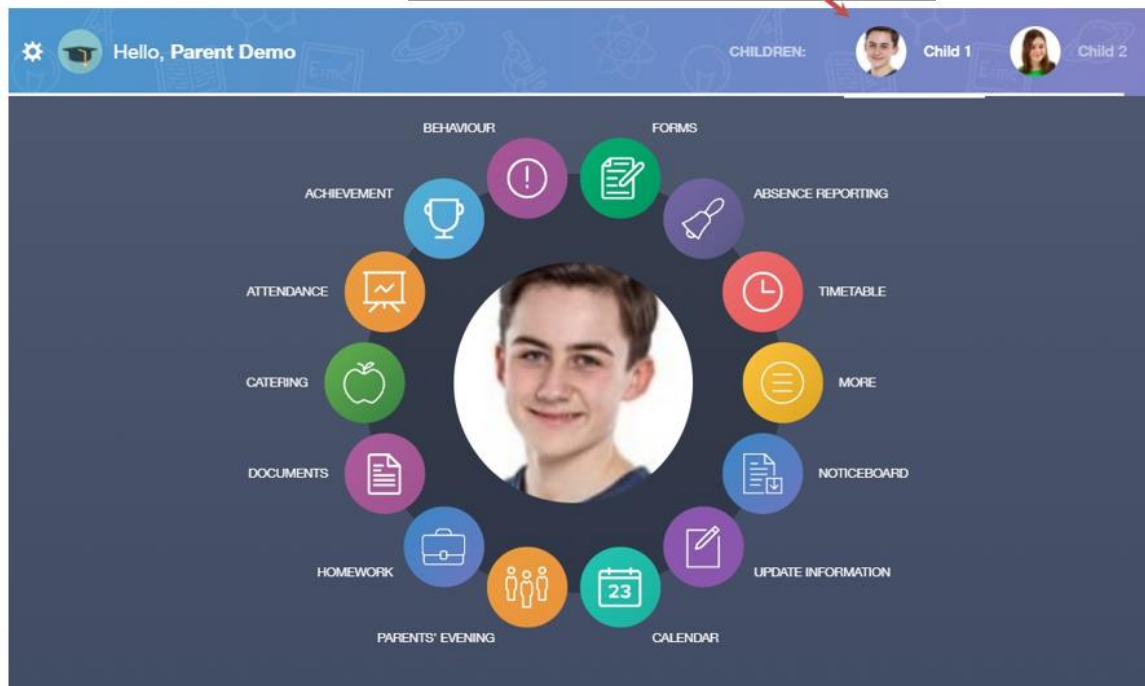 Hello, Parent Demo
CHILDREN:
Child 1
Child 2
BEHAVIOUR
FORMS
ACHIEVEMENT
ABSENCE REPORTING
ATTENDANCE
TIMETABLE
CATERING
MORE
DOCUMENTS
NOTICEBOARD
HOMEWORK
UPDATE INFORMATION
23
PARENTS' EVENING
CALENDAR